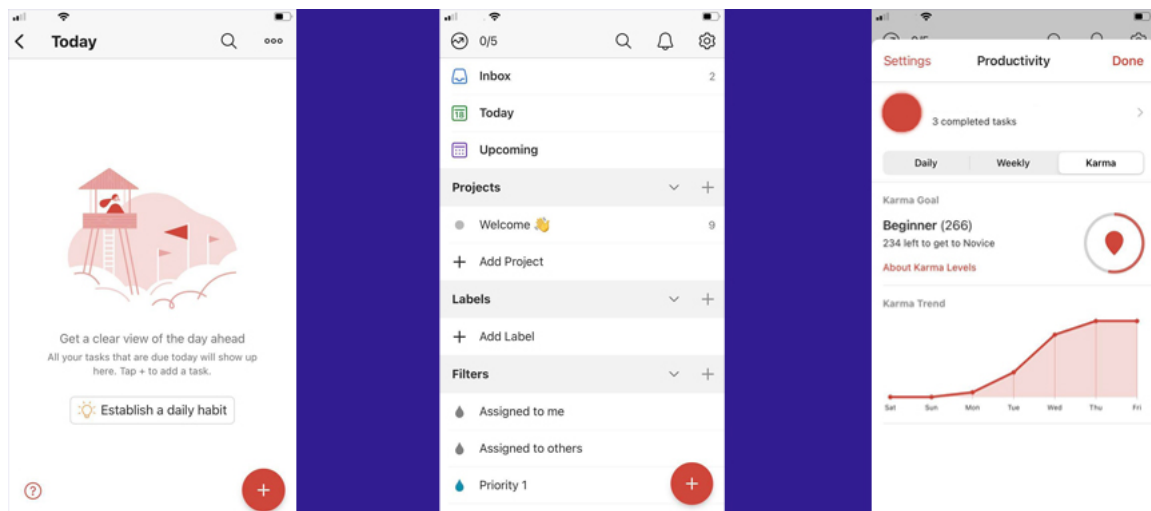 Today
Get a clear view of the day ahead
All your tasks that are due today will show up
here. Tap + to add a task.
Establish a daily habit
?
+
0/5
Inbox
2
18
Today
Upcoming
Projects
+
Welcome 👋
9
+ Add Project
Labels
+
+ Add Label
Filters
+
Assigned to me
Assigned to others
Priority 1
+
0/5
Settings
Productivity
Done
3 completed tasks
Daily
Weekly
Karma
Karma Goal
Beginner (266)
234 left to get to Novice
About Karma Levels
Karma Trend
Sat Sun Mon Tue Wed Thu Fri